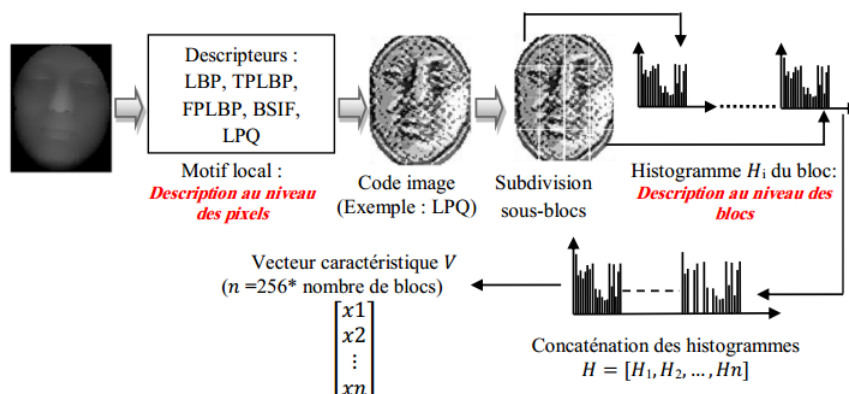 Descripteurs :
LBP, TPLBP,
FPLBP, BSIF,
LPQ
Motif local :
Description au niveau
des pixels
Code image
(Exemple : LPQ)
Subdivision
sous-blocs
Histogramme Hi du bloc:
Description au niveau des
blocs
Vecteur caractéristique V
(n =256* nombre de blocs)
[x1
x2
⋮
xn]
Concaténation des histogrammes
H = [H1, H2, … , Hn]